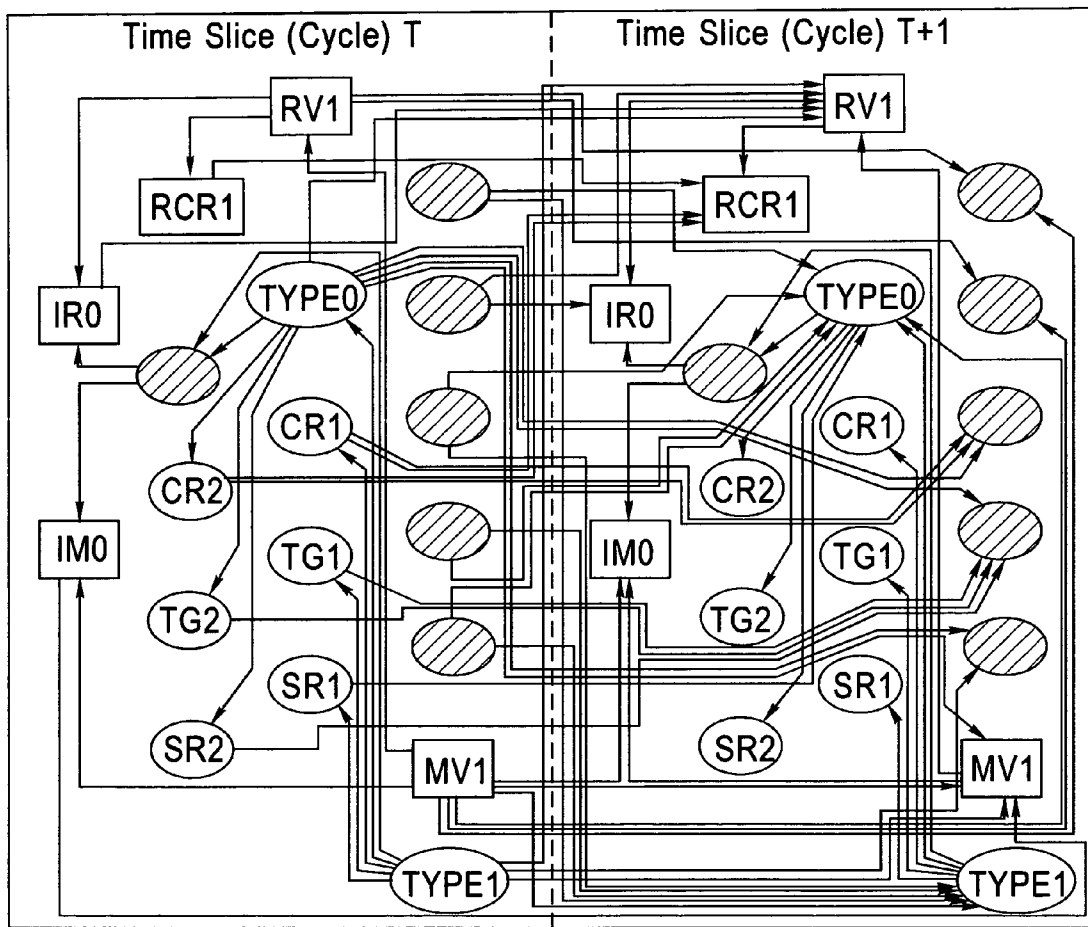 Time Slice (Cycle) T
Time Slice (Cycle) T+1
RV1
RCR1
IR0
TYPE0
CR1
CR2
IM0
TG1
TG2
SR1
SR2
MV1
TYPE1
RV1
RCR1
IR0
TYPE0
CR1
CR2
IM0
TG1
TG2
SR1
SR2
MV1
TYPE1